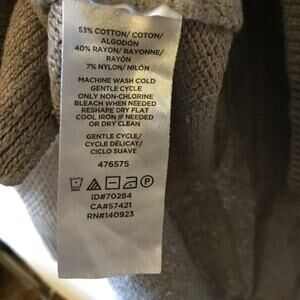 53% COTTON/ COTON/
ALGODÓN
40% RAYON/ RAYONNE/
RAYÓN
7% NYLON/ NILÓN
MACHINE WASH COLD
GENTLE CYCLE
ONLY NON-CHLORINE
BLEACH WHEN NEEDED
RESHAPE DRY FLAT
COOL IRON IF NEEDED
OR DRY CLEAN
GENTLE CYCLE/
CYCLE DÉLICAT/
CICLO SUAVE
476575
P
ID#70284
CA#57421
RN#140923